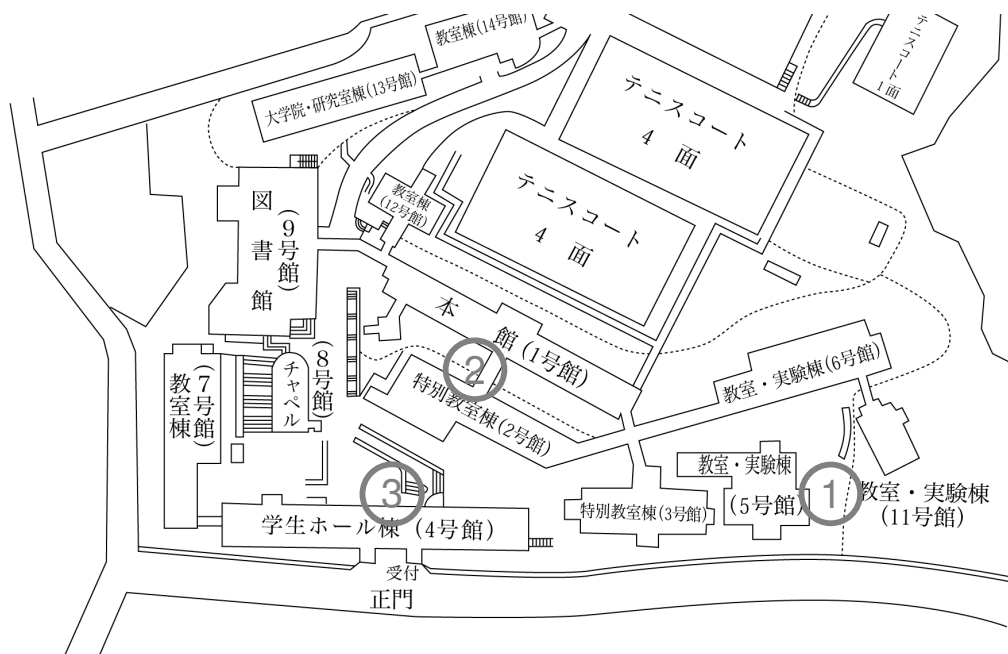 教室棟(14号館)
大学院・研究室棟(13号館)
テニスコート
1面
テニスコート
4 面
テニスコート
4 面
教室棟
(12号館)
図書館
(9号館)
本館(1号館)
②
特別教室棟(2号館)
(8号館)
チャペル
(7号館)
教室棟
教室・実験棟(6号館)
教室・実験棟
(5号館)
①
教室・実験棟
(11号館)
特別教室棟(3号館)
③
学生ホール棟(4号館)
受付
正門